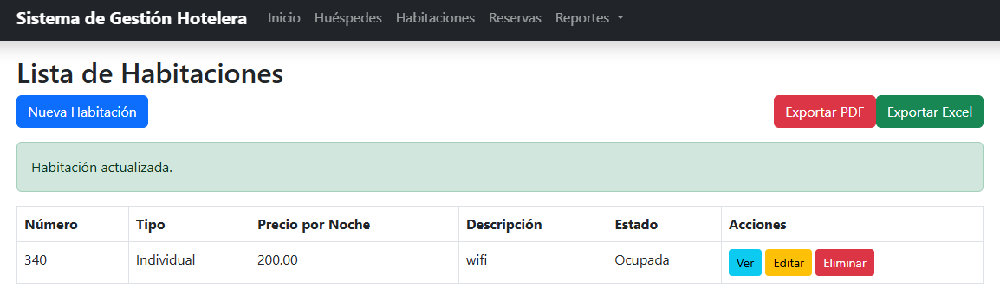 Sistema de Gestión Hotelera Inicio Huéspedes Habitaciones Reservas Reportes
Lista de Habitaciones
Nueva Habitación Exportar PDF Exportar Excel
Habitación actualizada.
Número Tipo Precio por Noche Descripción Estado Acciones
340 Individual 200.00 wifi Ocupada Ver Editar Eliminar